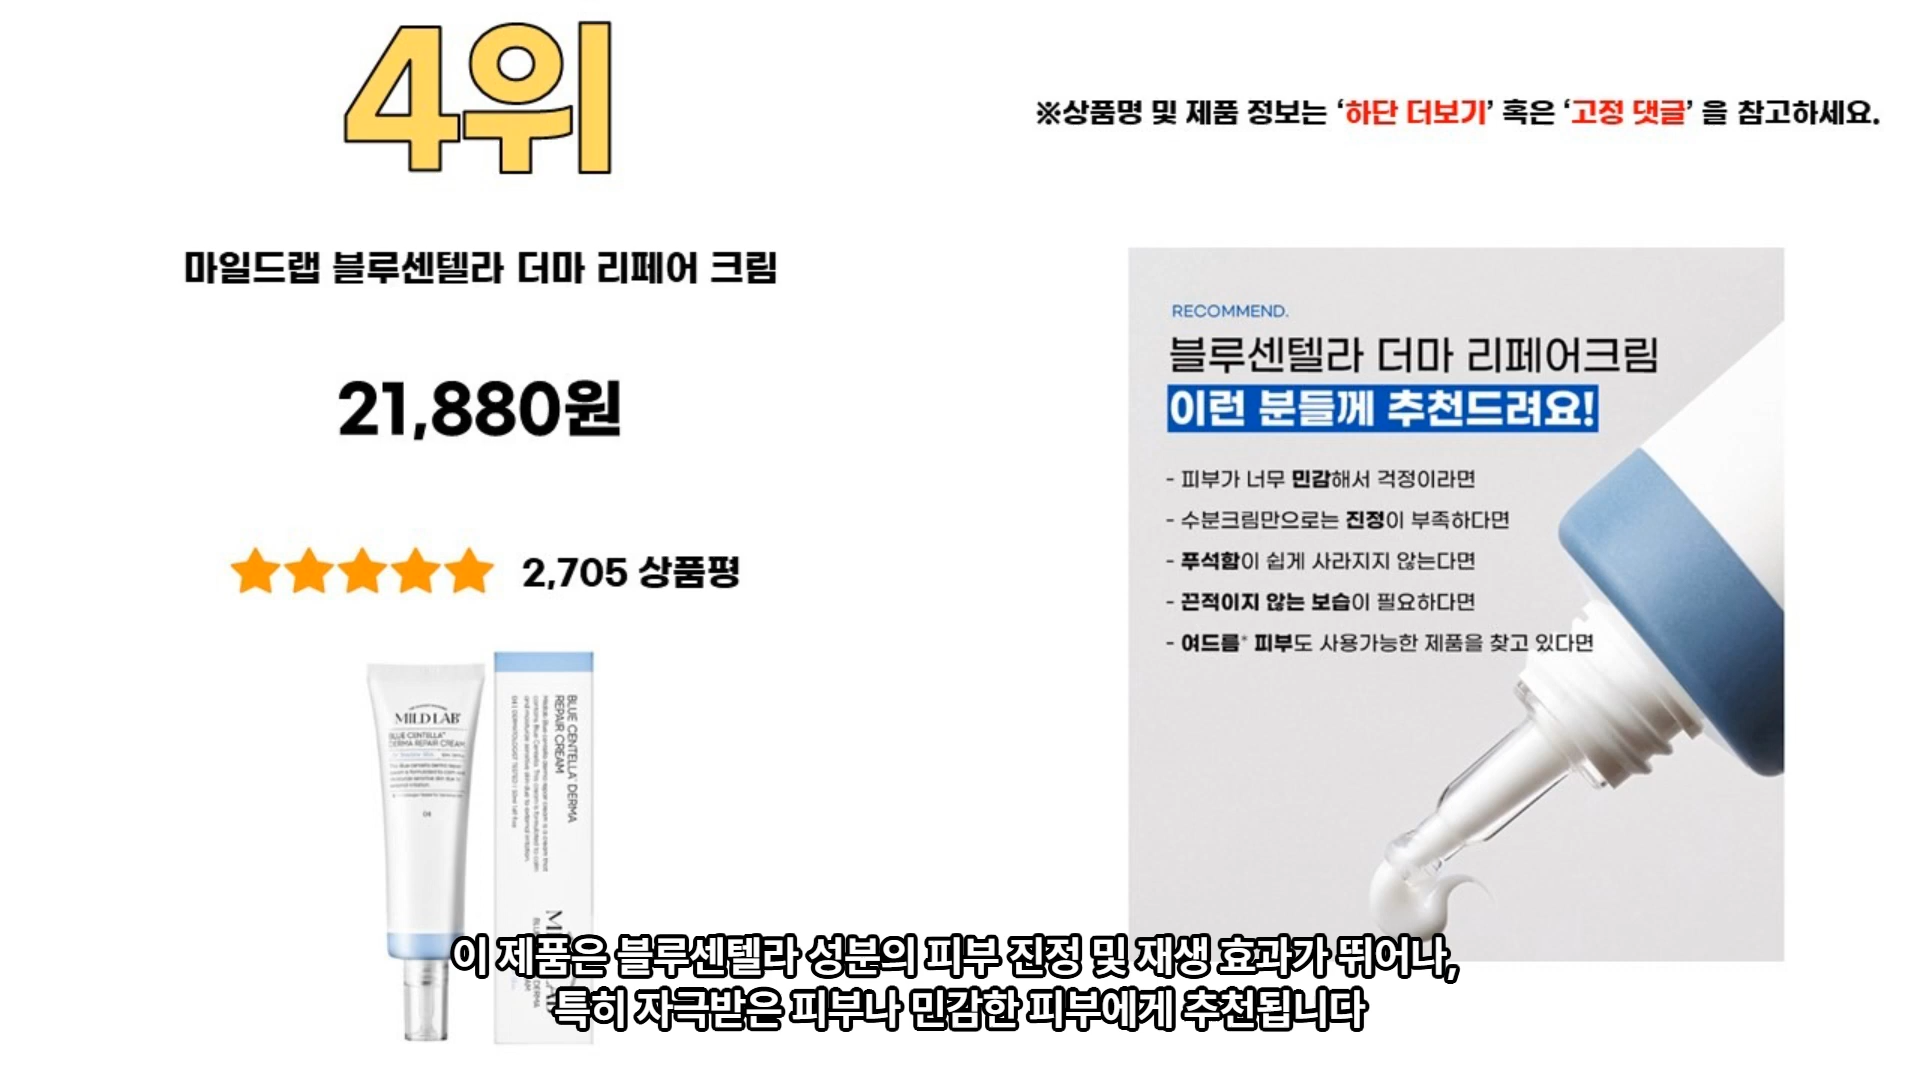 4위
※상품명 및 제품 정보는 ‘하단 더보기’ 혹은 ‘고정 댓글’ 을 참고하세요.
마일드랩 블루센텔라 더마 리페어 크림
21,880원
2,705 상품평
RECOMMEND.
블루센텔라 더마 리페어크림
이런 분들께 추천드려요!
- 피부가 너무 민감해서 걱정이라면
- 수분크림만으로는 진정이 부족하다면
- 푸석함이 쉽게 사라지지 않는다면
- 끈적이지 않는 보습이 필요하다면
- 여드름* 피부도 사용가능한 제품을 찾고 있다면
MILD LAB
BLUE CENTELLA™
DERMA REPAIR CREAM
BLUE CENTELLA™ DERMA
REPAIR CREAM
이 제품은 블루센텔라 성분의 피부 진정 및 재생 효과가 뛰어나,
특히 자극받은 피부나 민감한 피부에게 추천됩니다